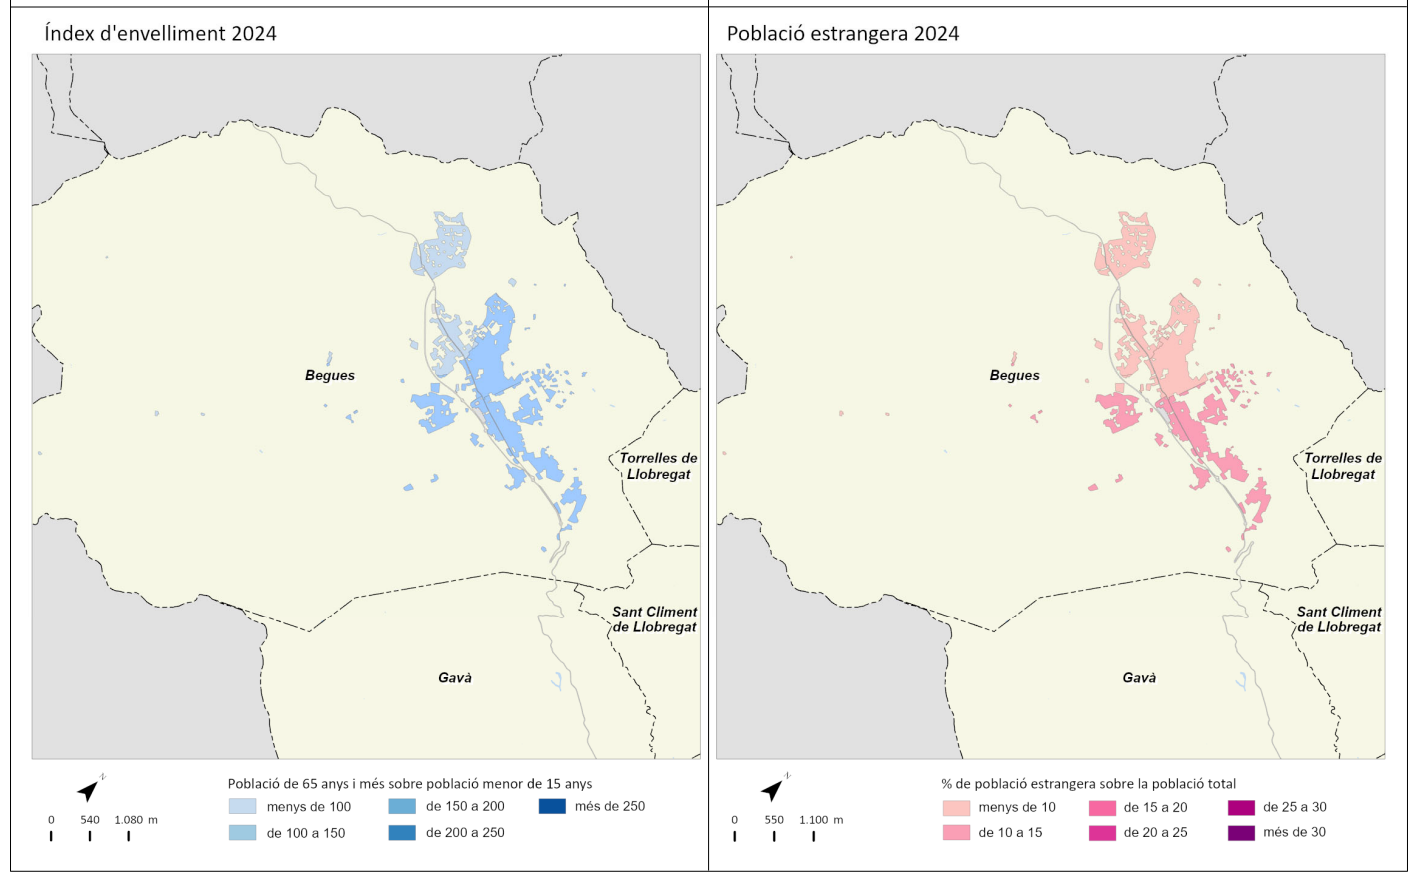 Índex d'envelliment 2024
Begues
Torrelles de
Llobregat
Sant Climent
de Llobregat
Gavà
N
0 540 1.080 m
Població de 65 anys i més sobre població menor de 15 anys
menys de 100
de 100 a 150
de 150 a 200
de 200 a 250
més de 250
Població estrangera 2024
Begues
Torrelles de
Llobregat
Sant Climent
de Llobregat
Gavà
N
0 550 1.100 m
% de població estrangera sobre la població total
menys de 10
de 10 a 15
de 15 a 20
de 20 a 25
de 25 a 30
més de 30